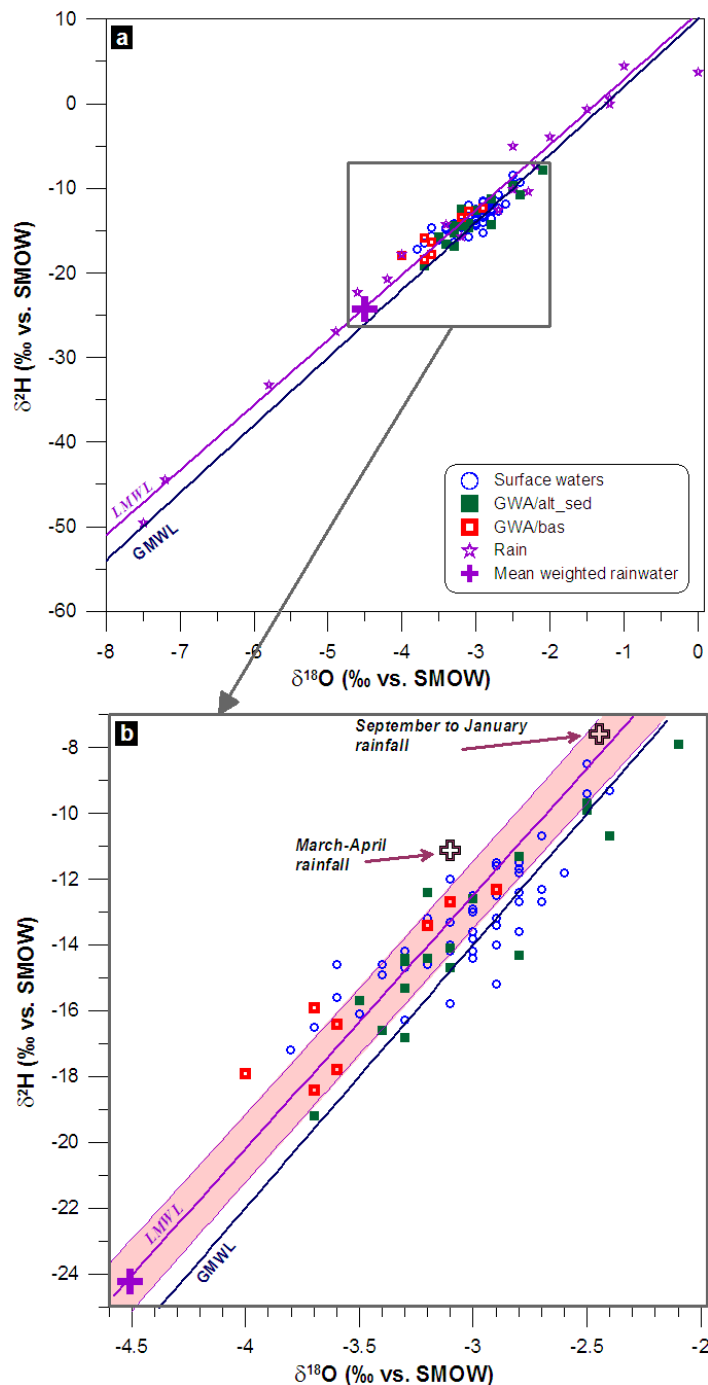 a
10
0
-10
-20
-30
-40
-50
-60
δ²H (‰ vs. SMOW)
LMWL
GMWL
Surface waters
GWA/alt_sed
GWA/bas
Rain
Mean weighted rainwater
-8 -7 -6 -5 -4 -3 -2 -1 0
δ¹⁸O (‰ vs. SMOW)
b
September to January
rainfall
March-April
rainfall
-8
-10
-12
-14
-16
-18
-20
-22
-24
δ²H (‰ vs. SMOW)
LMWL
GMWL
-4.5 -4 -3.5 -3 -2.5 -2
δ¹⁸O (‰ vs. SMOW)